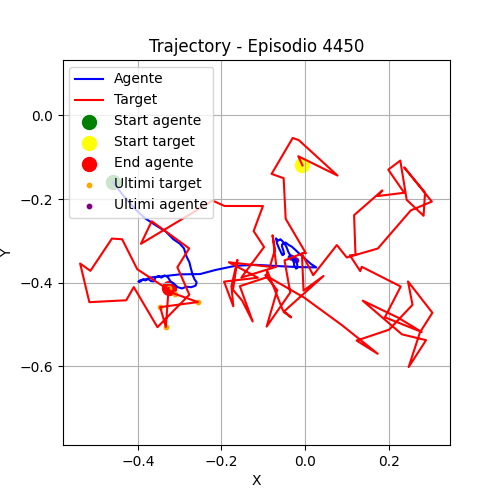 Trajectory - Episodio 4450
Agente
Target
Start agente
Start target
End agente
Ultimi target
Ultimi agente
0.0
−0.2
−0.4
−0.6
Y
−0.4
−0.2
0.0
0.2
X